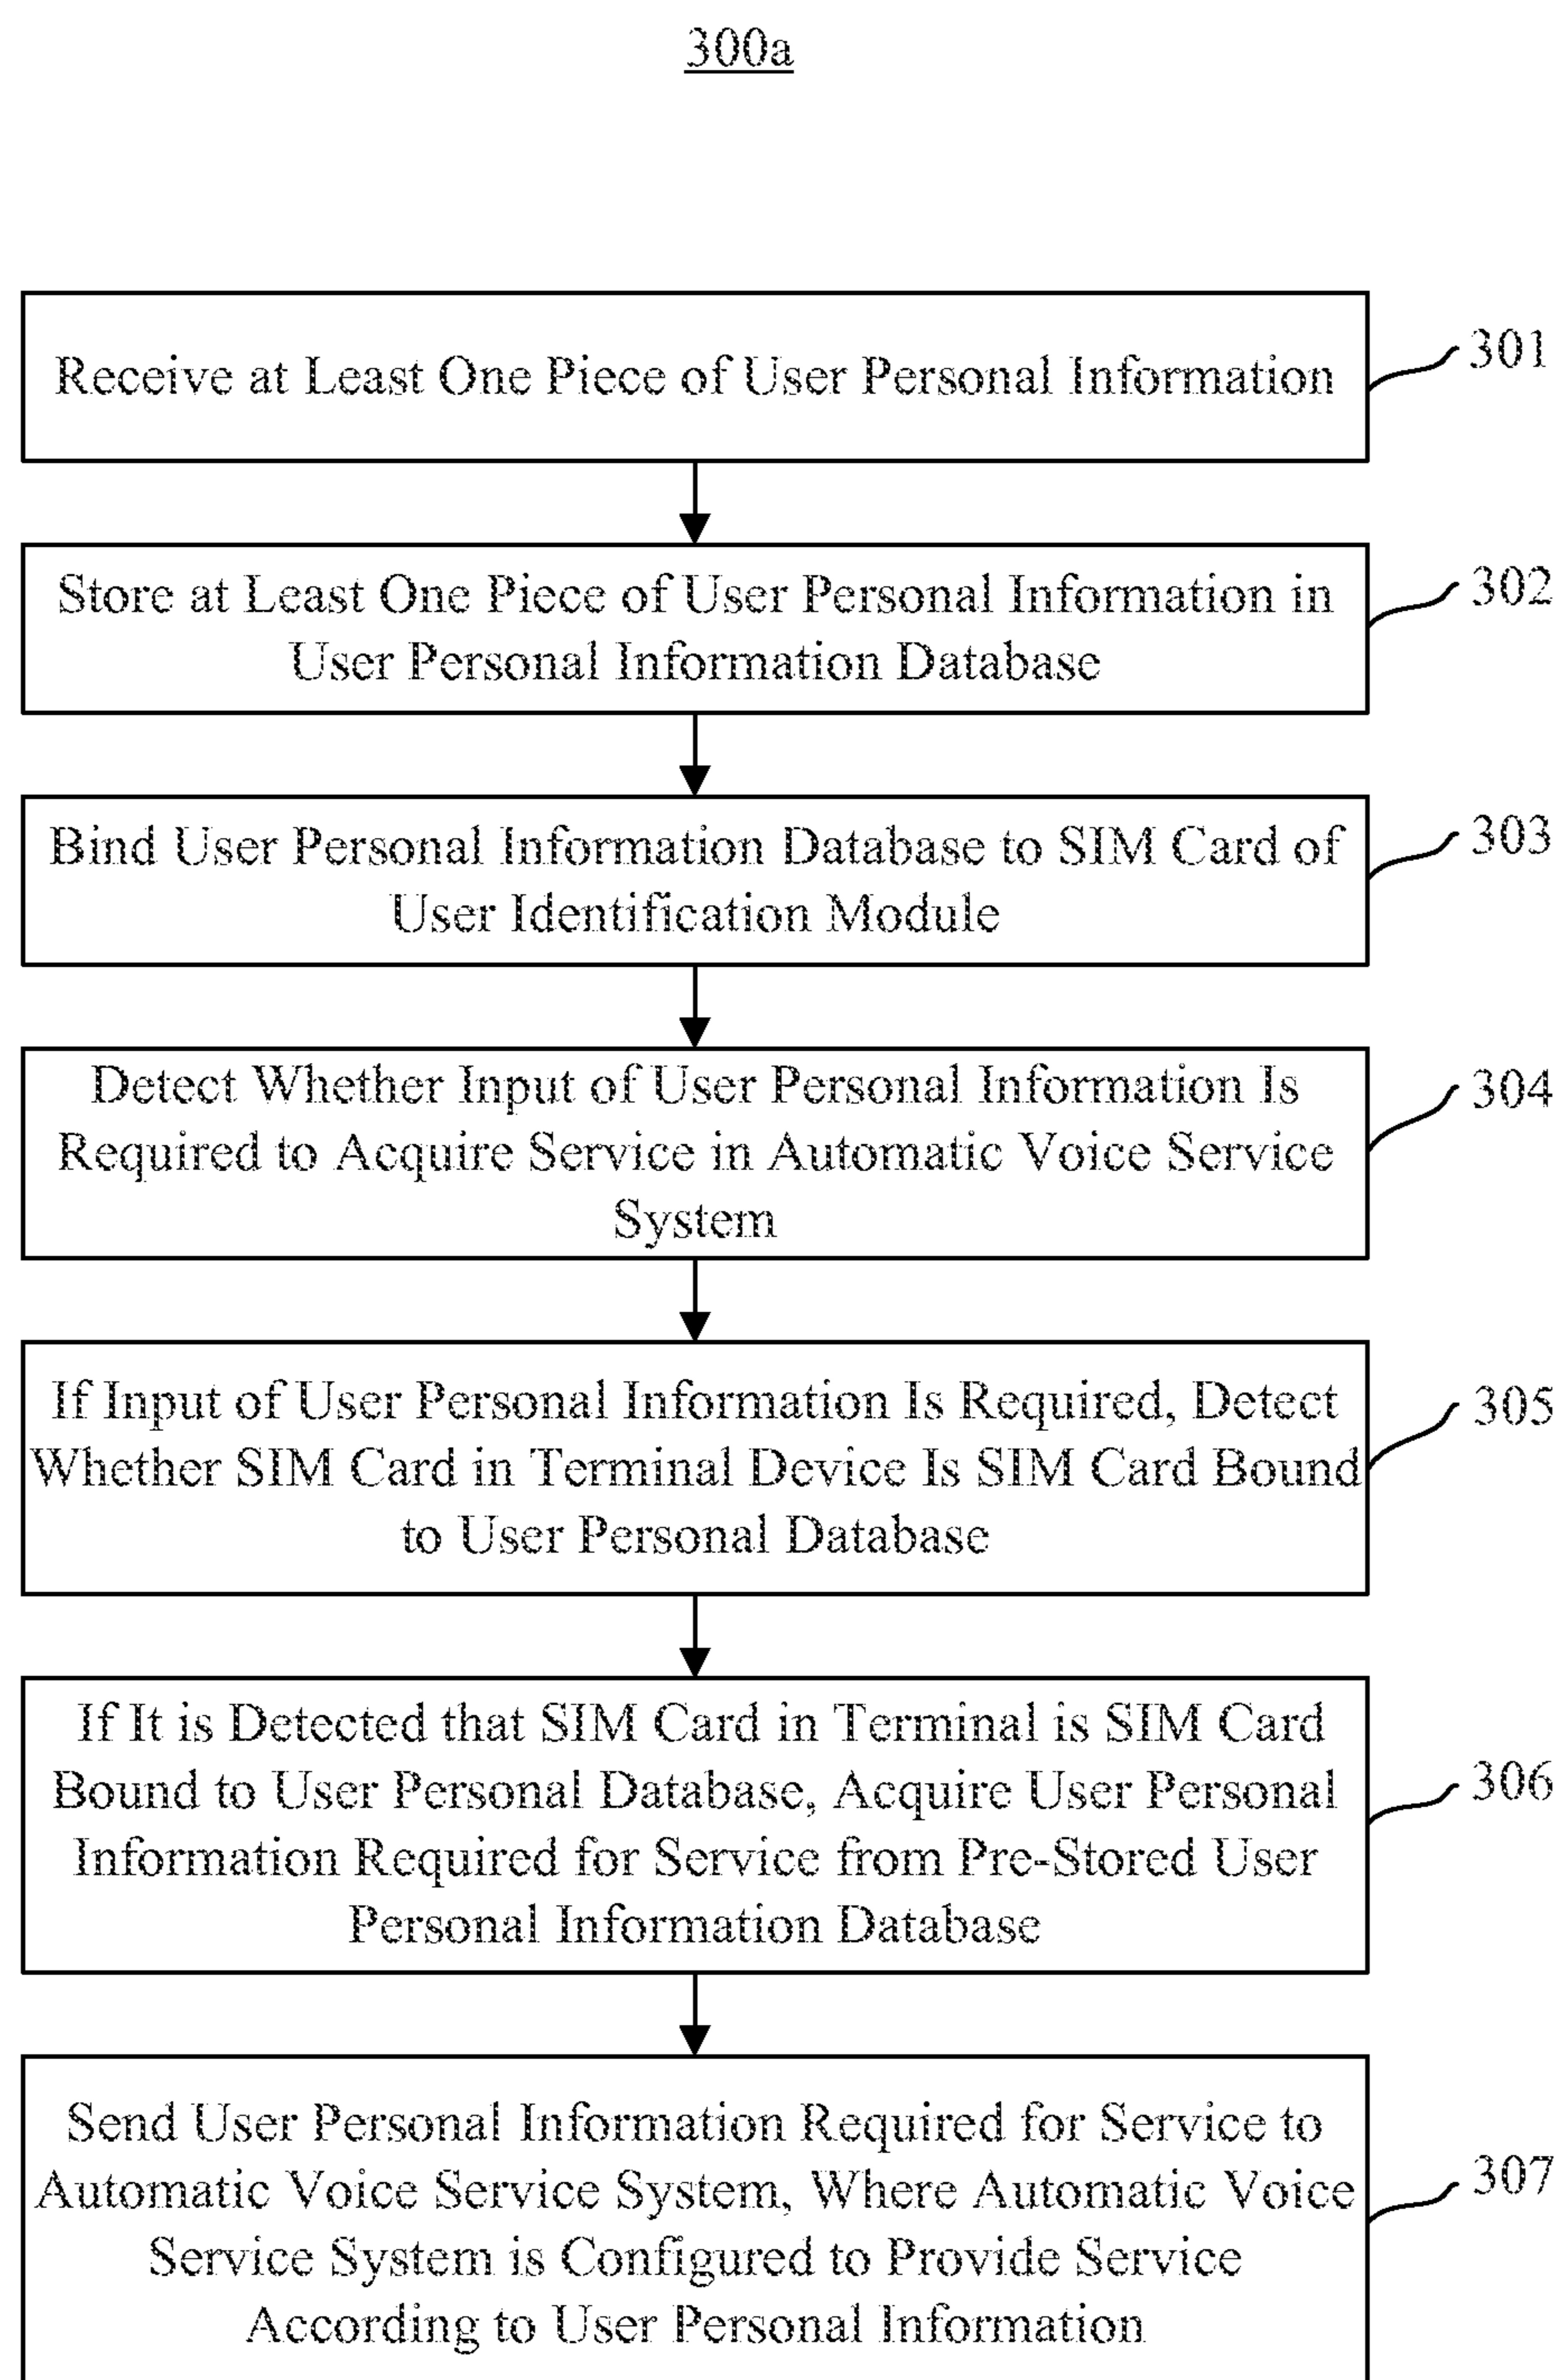 300a
Receive at Least One Piece of User Personal Information
301
Store at Least One Piece of User Personal Information in
User Personal Information Database
302
Bind User Personal Information Database to SIM Card of
User Identification Module
303
Detect Whether Input of User Personal Information Is
Required to Acquire Service in Automatic Voice Service
System
304
If Input of User Personal Information Is Required, Detect
Whether SIM Card in Terminal Device Is SIM Card Bound
to User Personal Database
305
If It is Detected that SIM Card in Terminal is SIM Card
Bound to User Personal Database, Acquire User Personal
Information Required for Service from Pre-Stored User
Personal Information Database
306
Send User Personal Information Required for Service to
Automatic Voice Service System, Where Automatic Voice
Service System is Configured to Provide Service
According to User Personal Information
307